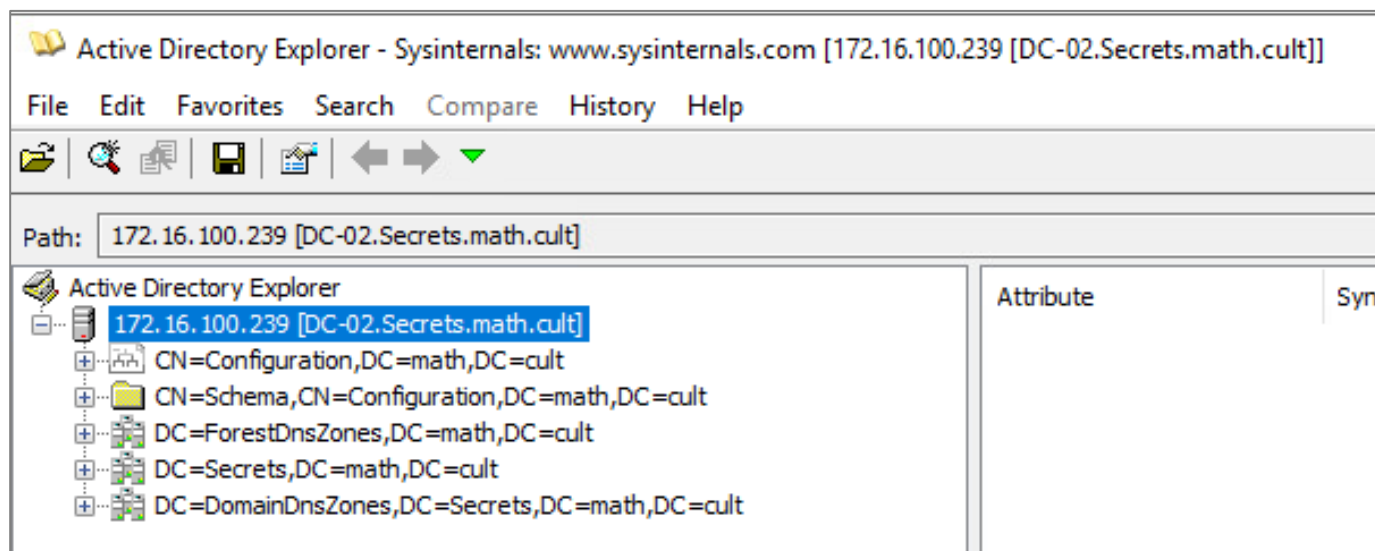 Active Directory Explorer - Sysinternals: www.sysinternals.com [172.16.100.239 [DC-02.Secrets.math.cult]]
File Edit Favorites Search Compare History Help
Path: 172.16.100.239 [DC-02.Secrets.math.cult]
Active Directory Explorer
172.16.100.239 [DC-02.Secrets.math.cult]
CN=Configuration,DC=math,DC=cult
CN=Schema,CN=Configuration,DC=math,DC=cult
DC=ForestDnsZones,DC=math,DC=cult
DC=Secrets,DC=math,DC=cult
DC=DomainDnsZones,DC=Secrets,DC=math,DC=cult
Attribute Syn